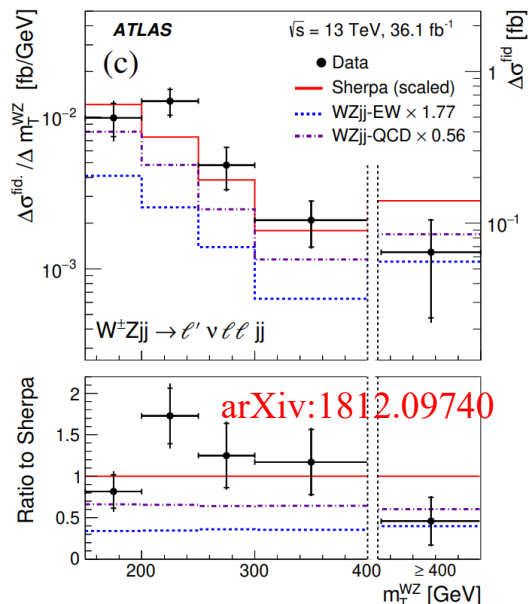 ATLAS
√s = 13 TeV, 36.1 fb⁻¹
(c)
Data
Sherpa (scaled)
WZjj-EW × 1.77
WZjj-QCD × 0.56
Δσ^fid. / Δ m_T^WZ [fb/GeV]
Δσ^fid. [fb]
10⁻²
10⁻³
1
10⁻¹
W±Zjj → ℓ′ ν ℓℓ jj
arXiv:1812.09740
Ratio to Sherpa
2
1.5
1
0.5
0
200
300
400
≥ 400
m_T^WZ [GeV]